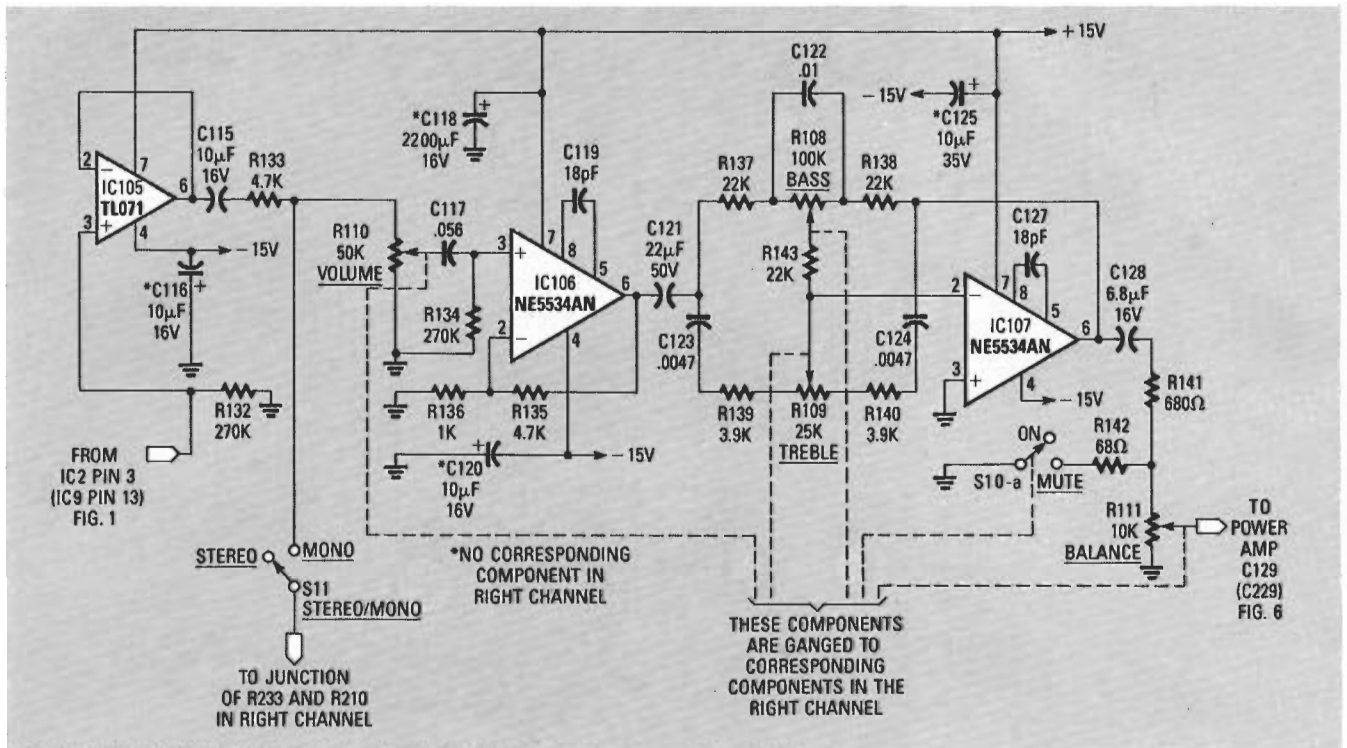 +15V
C122
.01
C115
10µF
16V
R133
4.7K
*C118
2200µF
16V
-15V
*C125
10µF
35V
C119
18pF
R137
22K
R108
100K
BASS
R138
22K
2
7
IC105
TL071
6
3
4
-15V
*C116
10µF
16V
R110
50K
VOLUME
C117
.056
3
7
8
5
IC106
NE5534AN
6
2
4
R134
270K
C121
22µF
50V
R143
22K
C127
18pF
2
7
8
5
IC107
NE5534AN
6
3
4
-15V
C128
6.8µF
16V
C123
.0047
C124
.0047
R132
270K
R136
1K
R135
4.7K
R139
3.9K
R109
25K
TREBLE
R140
3.9K
R141
680Ω
R142
68Ω
ON
S10-a
MUTE
*C120
10µF
16V
-15V
FROM
IC2 PIN 3
(IC9 PIN 13)
FIG. 1
R111
10K
BALANCE
TO
POWER
AMP
C129
(C229)
FIG. 6
STEREO
MONO
S11
STEREO/MONO
*NO CORRESPONDING
COMPONENT IN
RIGHT CHANNEL
THESE COMPONENTS
ARE GANGED TO
CORRESPONDING
COMPONENTS IN THE
RIGHT CHANNEL
TO JUNCTION
OF R233 AND R210
IN RIGHT CHANNEL